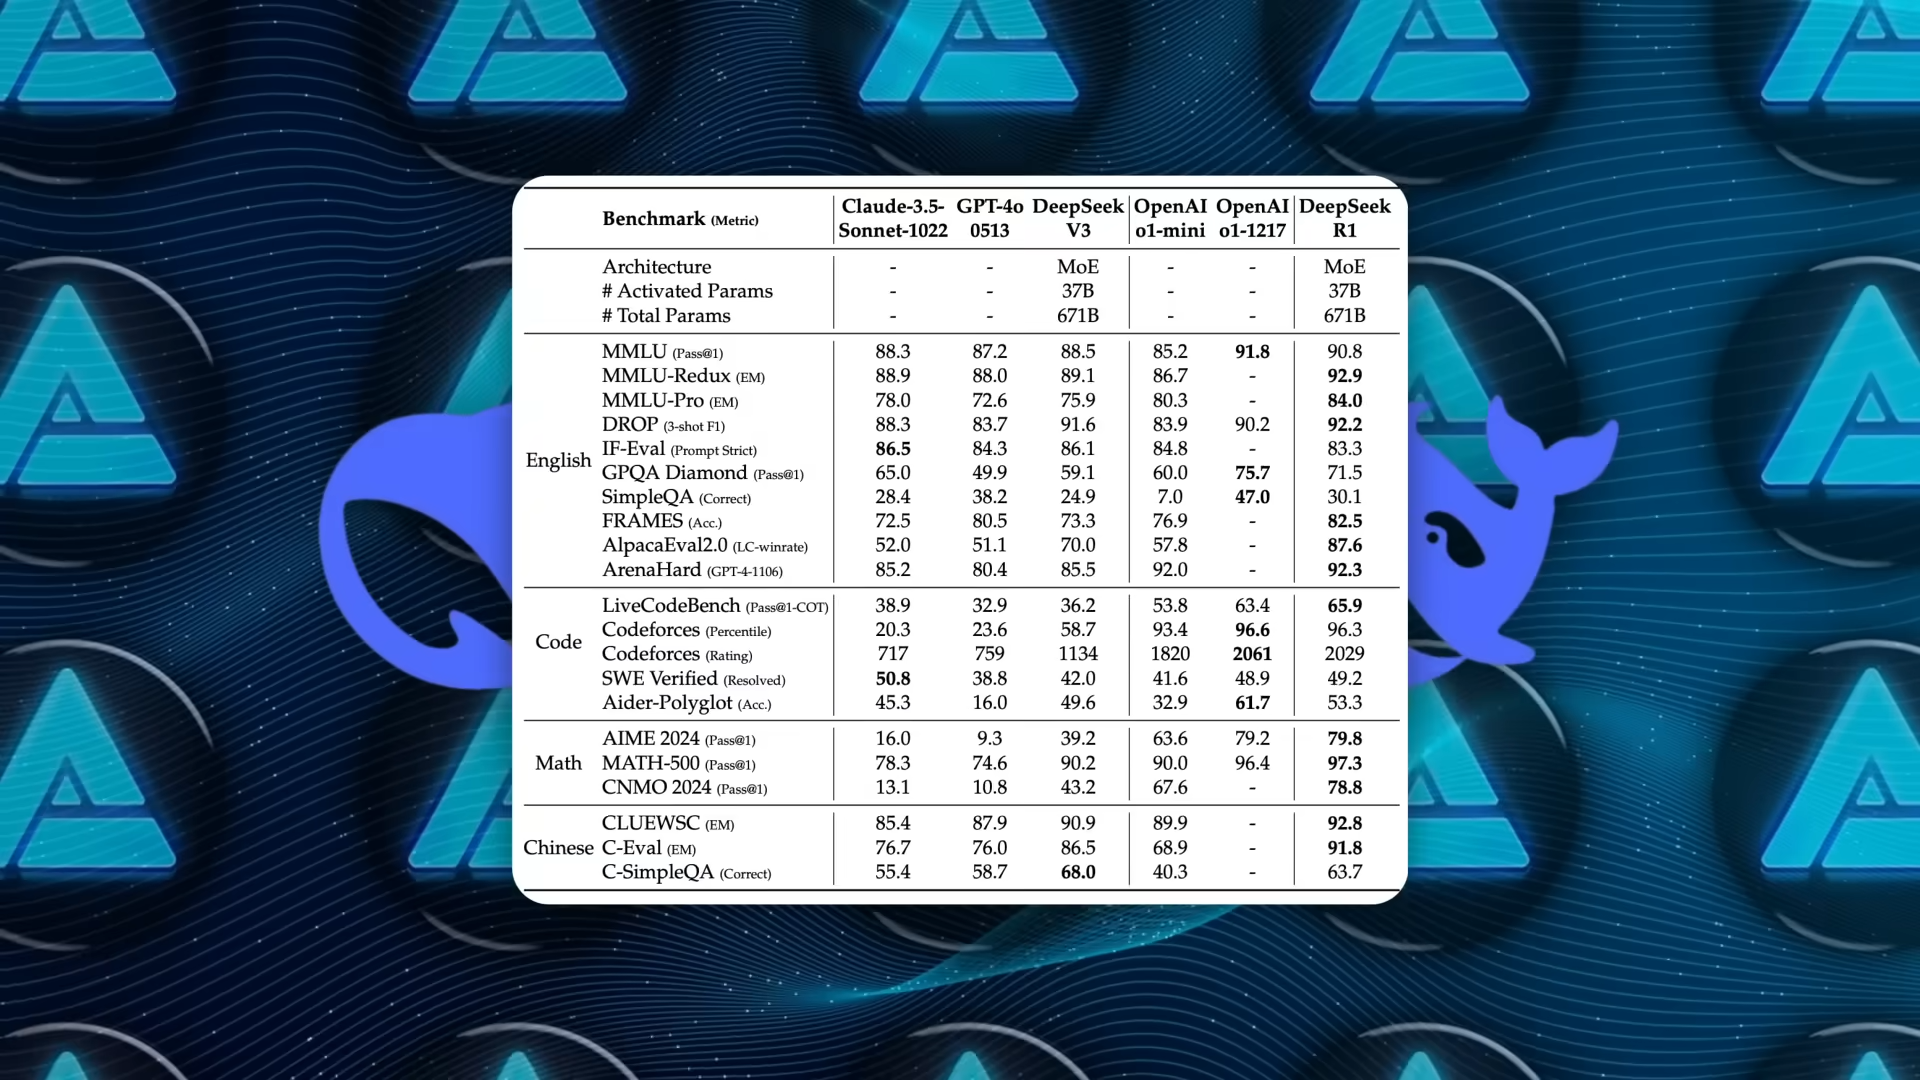 Benchmark (Metric) Claude-3.5-Sonnet-1022 GPT-4o 0513 DeepSeek V3 OpenAI o1-mini OpenAI o1-1217 DeepSeek R1
Architecture - - MoE - - MoE
# Activated Params - - 37B - - 37B
# Total Params - - 671B - - 671B
English
MMLU (Pass@1) 88.3 87.2 88.5 85.2 91.8 90.8
MMLU-Redux (EM) 88.9 88.0 89.1 86.7 - 92.9
MMLU-Pro (EM) 78.0 72.6 75.9 80.3 - 84.0
DROP (3-shot F1) 88.3 83.7 91.6 83.9 90.2 92.2
IF-Eval (Prompt Strict) 86.5 84.3 86.1 84.8 - 83.3
GPQA Diamond (Pass@1) 65.0 49.9 59.1 60.0 75.7 71.5
SimpleQA (Correct) 28.4 38.2 24.9 7.0 47.0 30.1
FRAMES (Acc.) 72.5 80.5 73.3 76.9 - 82.5
AlpacaEval2.0 (LC-winrate) 52.0 51.1 70.0 57.8 - 87.6
ArenaHard (GPT-4-1106) 85.2 80.4 85.5 92.0 - 92.3
Code
LiveCodeBench (Pass@1-COT) 38.9 32.9 36.2 53.8 63.4 65.9
Codeforces (Percentile) 20.3 23.6 58.7 93.4 96.6 96.3
Codeforces (Rating) 717 759 1134 1820 2061 2029
SWE Verified (Resolved) 50.8 38.8 42.0 41.6 48.9 49.2
Aider-Polyglot (Acc.) 45.3 16.0 49.6 32.9 61.7 53.3
Math
AIME 2024 (Pass@1) 16.0 9.3 39.2 63.6 79.2 79.8
MATH-500 (Pass@1) 78.3 74.6 90.2 90.0 96.4 97.3
CNMO 2024 (Pass@1) 13.1 10.8 43.2 67.6 - 78.8
Chinese
CLUEWSC (EM) 85.4 87.9 90.9 89.9 - 92.8
C-Eval (EM) 76.7 76.0 86.5 68.9 - 91.8
C-SimpleQA (Correct) 55.4 58.7 68.0 40.3 - 63.7